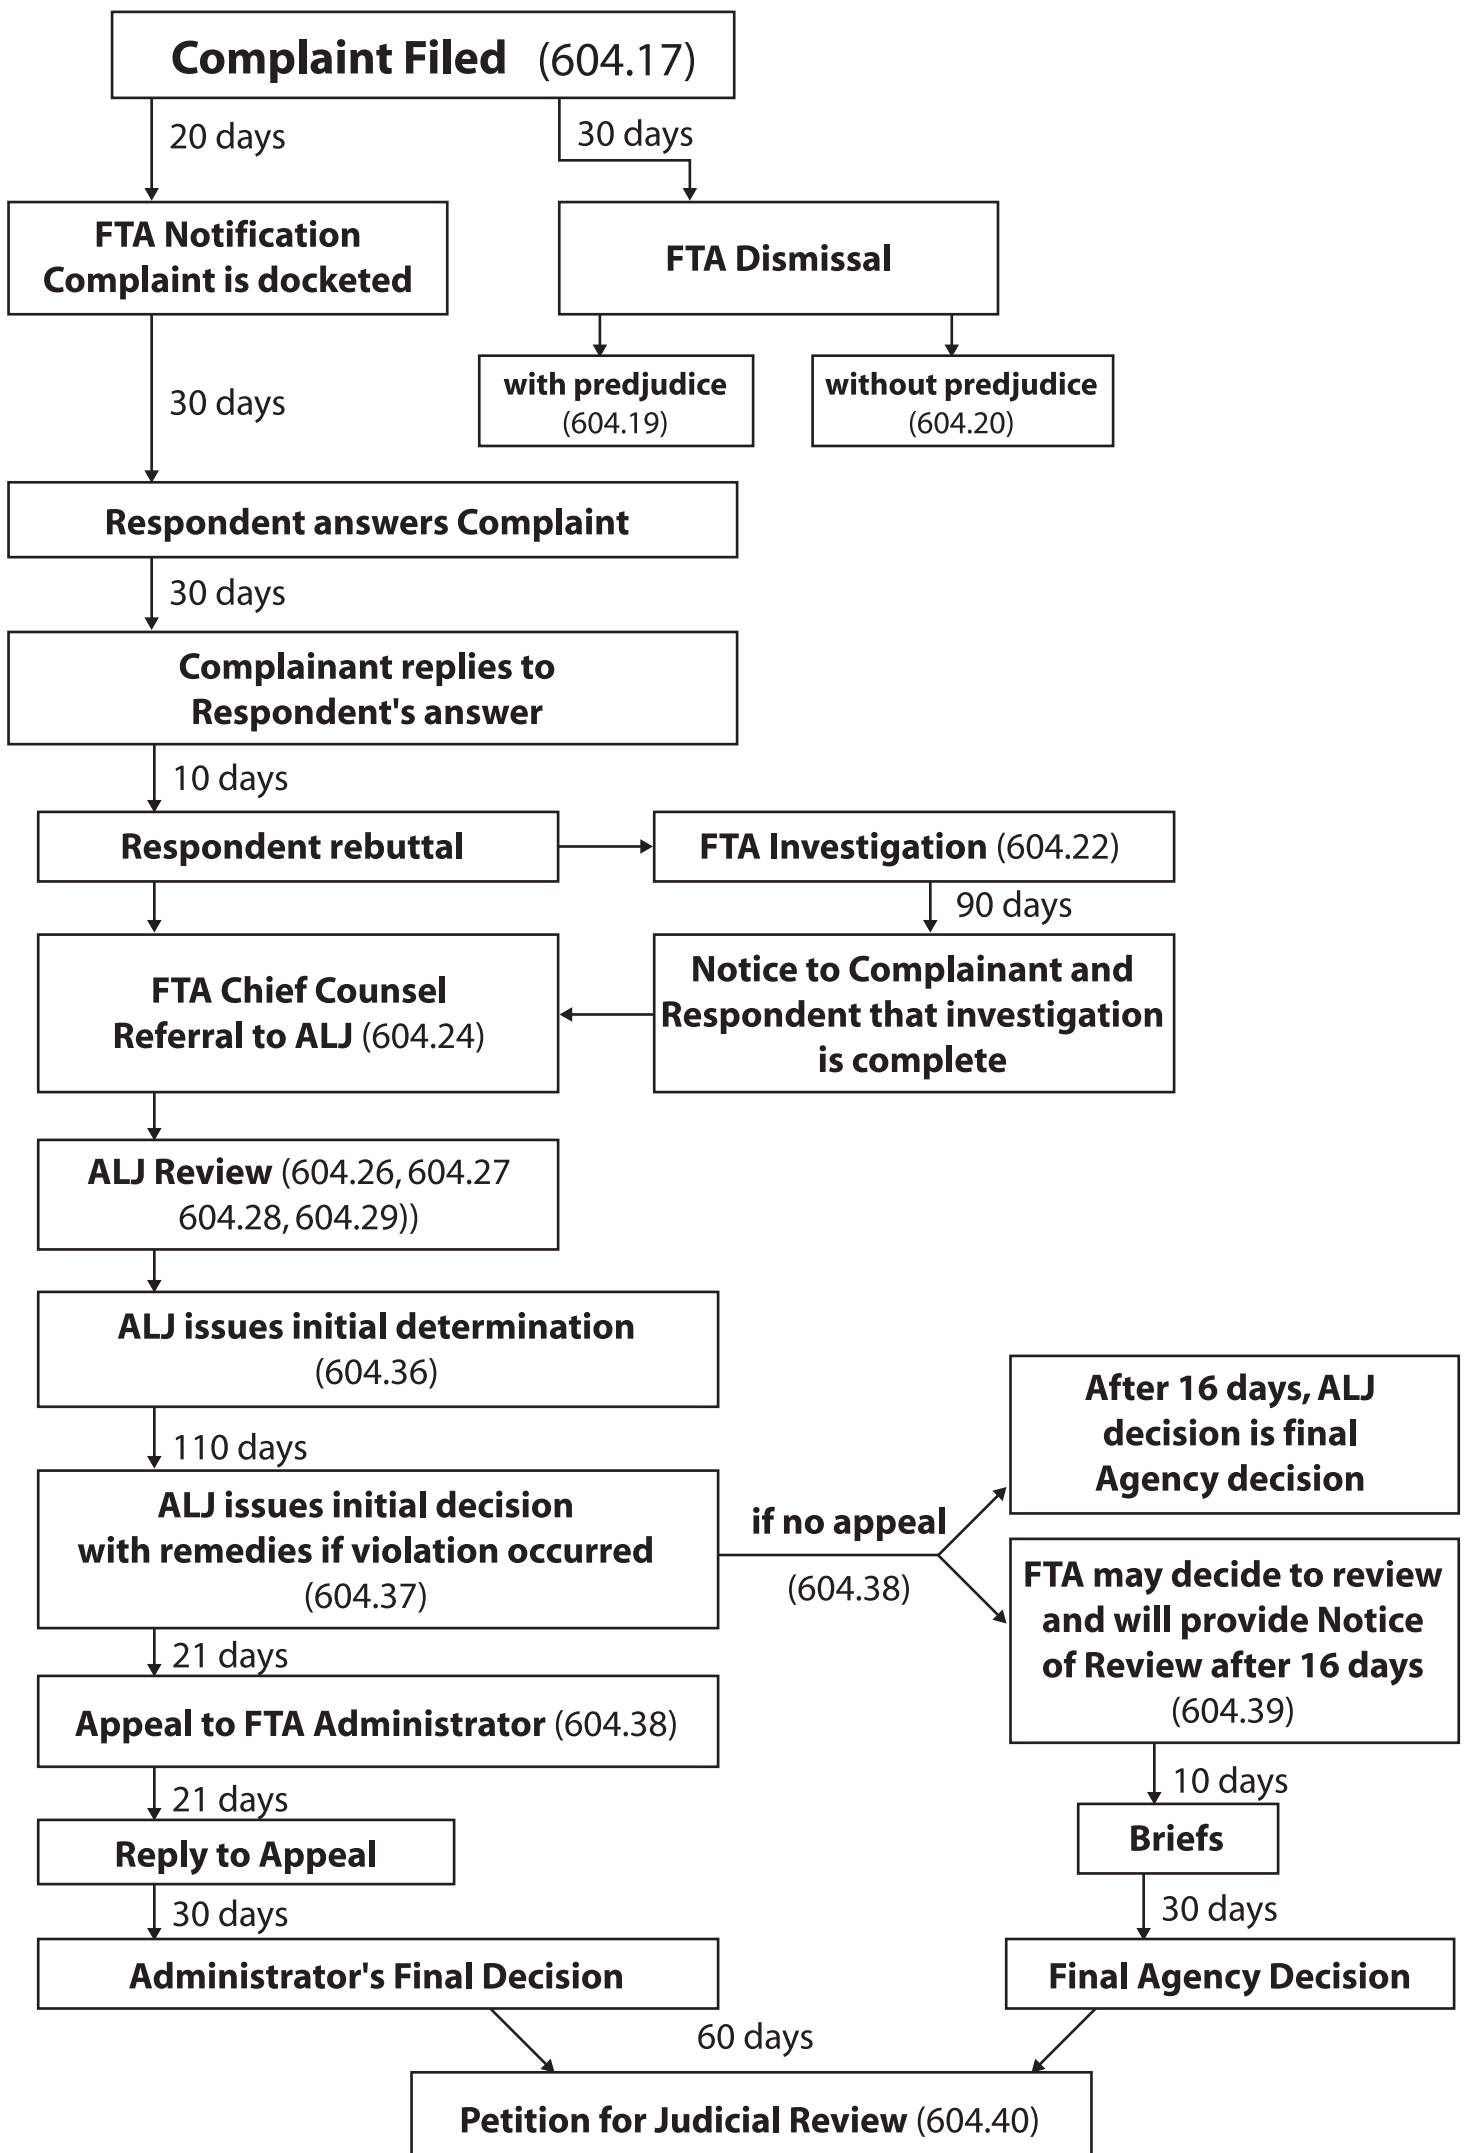 Complaint Filed (604.17)
20 days
30 days
FTA Notification
Complaint is docketed
FTA Dismissal
with predjudice
(604.19)
without predjudice
(604.20)
30 days
Respondent answers Complaint
30 days
Complainant replies to
Respondent's answer
10 days
Respondent rebuttal
FTA Investigation (604.22)
90 days
FTA Chief Counsel
Referral to ALJ (604.24)
Notice to Complainant and
Respondent that investigation
is complete
ALJ Review (604.26, 604.27
604.28, 604.29))
ALJ issues initial determination
(604.36)
110 days
ALJ issues initial decision
with remedies if violation occurred
(604.37)
if no appeal
(604.38)
After 16 days, ALJ
decision is final
Agency decision
FTA may decide to review
and will provide Notice
of Review after 16 days
(604.39)
21 days
Appeal to FTA Administrator (604.38)
21 days
Reply to Appeal
30 days
Administrator's Final Decision
10 days
Briefs
30 days
Final Agency Decision
60 days
Petition for Judicial Review (604.40)